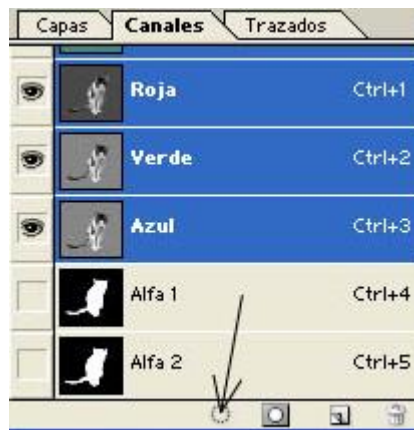 Capas Canales Trazados
Roja Ctrl+1
Verde Ctrl+2
Azul Ctrl+3
Alfa 1 Ctrl+4
Alfa 2 Ctrl+5